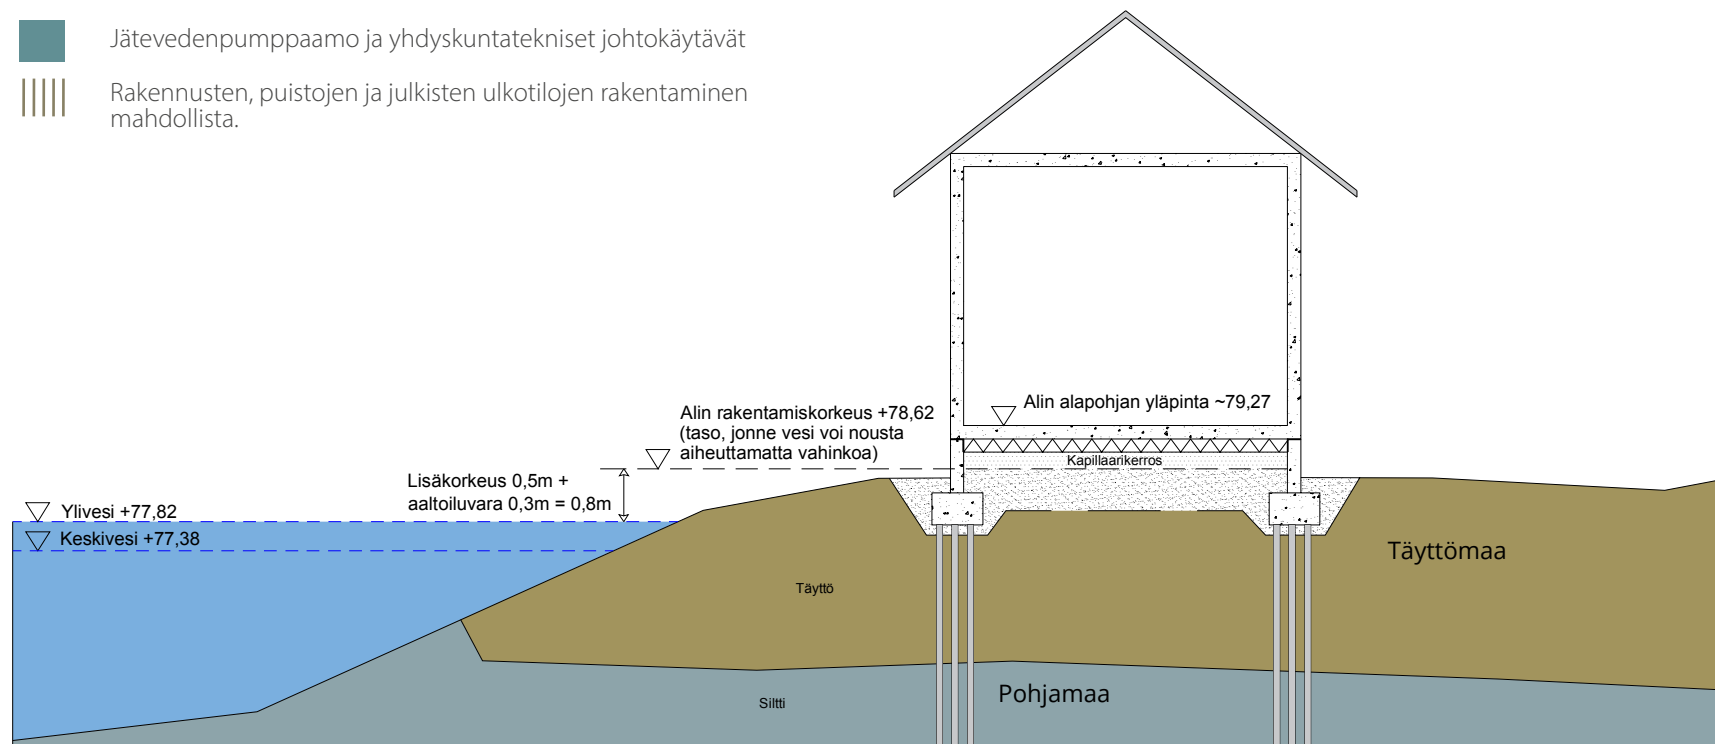 Jätevedenpumppaamo ja yhdyskuntatekniset johtokäytävät
Rakennusten, puistojen ja julkisten ulkotilojen rakentaminen
mahdollista.
Alin rakentamiskorkeus +78,62
(taso, jonne vesi voi nousta
aiheuttamatta vahinkoa)
Alin alapohjan yläpinta ~79,27
Kapillaarikerros
Lisäkorkeus 0,5m +
aaltoiluvara 0,3m = 0,8m
Ylivesi +77,82
Keskivesi +77,38
Täyttömaa
Täyttö
Pohjamaa
Siltti